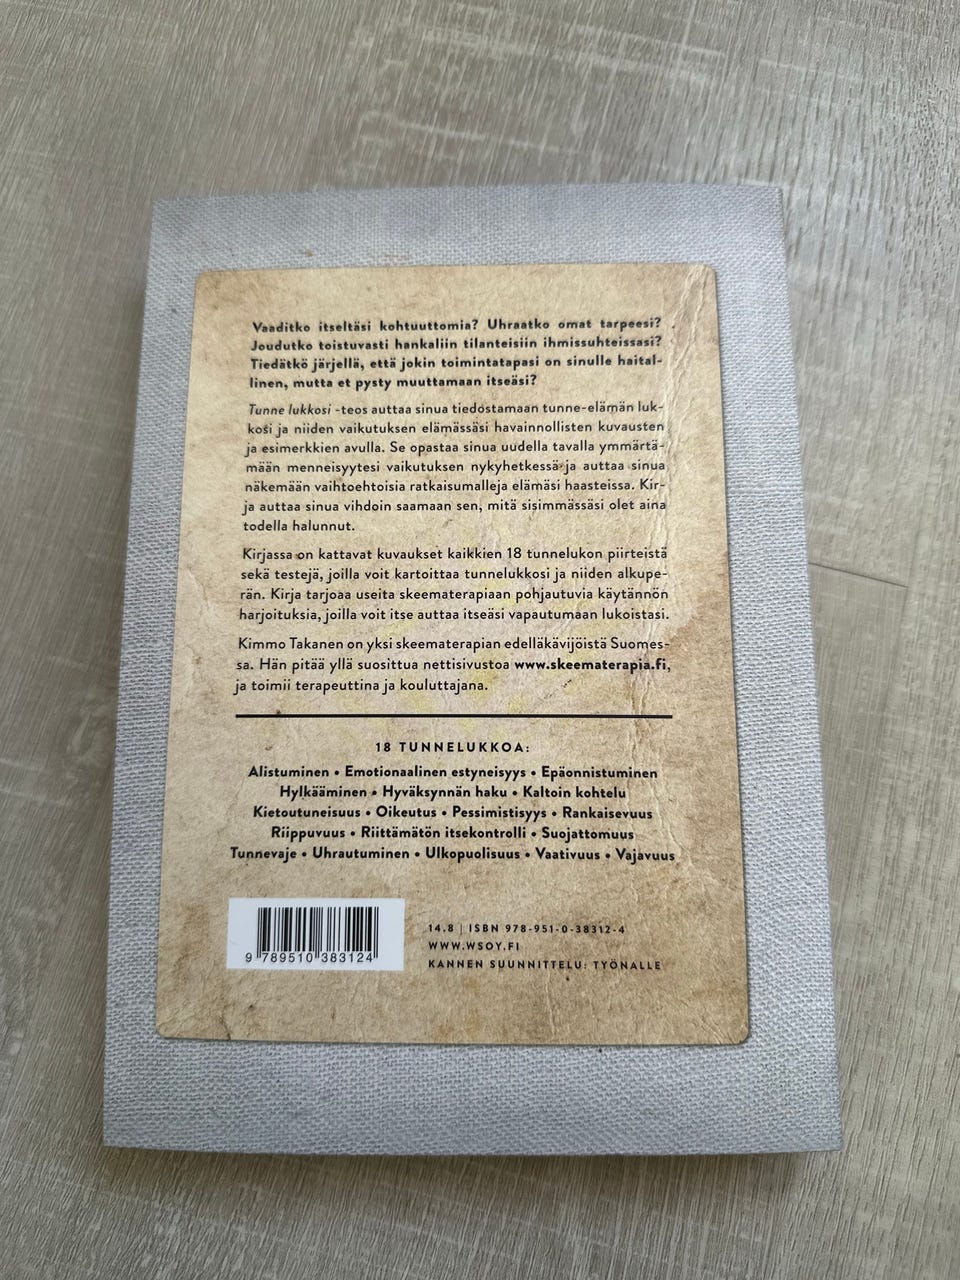 Vaaditko itseltäsi kohtuuttomia? Uhraatko omat tarpeesi?
Joudutko toistuvasti hankaliin tilanteisiin ihmissuhteissasi?
Tiedätkö järjellä, että jokin toimintatapasi on sinulle haital-
linen, mutta et pysty muuttamaan itseäsi?
Tunne lukkosi -teos auttaa sinua tiedostamaan tunne-elämän luk-
kosi ja niiden vaikutuksen elämässäsi havainnollisten kuvausten
ja esimerkkien avulla. Se opastaa sinua uudella tavalla ymmärtä-
mään menneisyytesi vaikutuksen nykyhetkessä ja auttaa sinua
näkemään vaihtoehtoisia ratkaisumalleja elämäsi haasteissa. Kir-
ja auttaa sinua vihdoin saamaan sen, mitä sisimmässäsi olet aina
todella halunnut.
Kirjassa on kattavat kuvaukset kaikkien 18 tunnelukon piirteistä
sekä testejä, joilla voit kartoittaa tunnelukkosi ja niiden alkupe-
rän. Kirja tarjoaa useita skeematerapiaan pohjautuvia käytännön
harjoituksia, joilla voit itse auttaa itseäsi vapautumaan lukoistasi.
Kimmo Takanen on yksi skeematerapian edelläkävijöistä Suomes-
sa. Hän pitää yllä suosittua nettisivustoa www.skeematerapia.fi,
ja toimii terapeuttina ja kouluttajana.
18 TUNNELUKKOA:
Alistuminen • Emotionaalinen estyneisyys • Epäonnistuminen
Hylkääminen • Hyväksynnän haku • Kaltoin kohtelu
Kietoutuneisuus • Oikeutus • Pessimistisyys • Rankaisevuus
Riippuvuus • Riittämätön itsekontrolli • Suojattomuus
Tunnevaje • Uhrautuminen • Ulkopuolisuus • Vaativuus • Vajavuus
14.8 | ISBN 978-951-0-38312-4
WWW.WSOY.FI
KANNEN SUUNNITTELU: TYÖNALLE
9 789510 383124